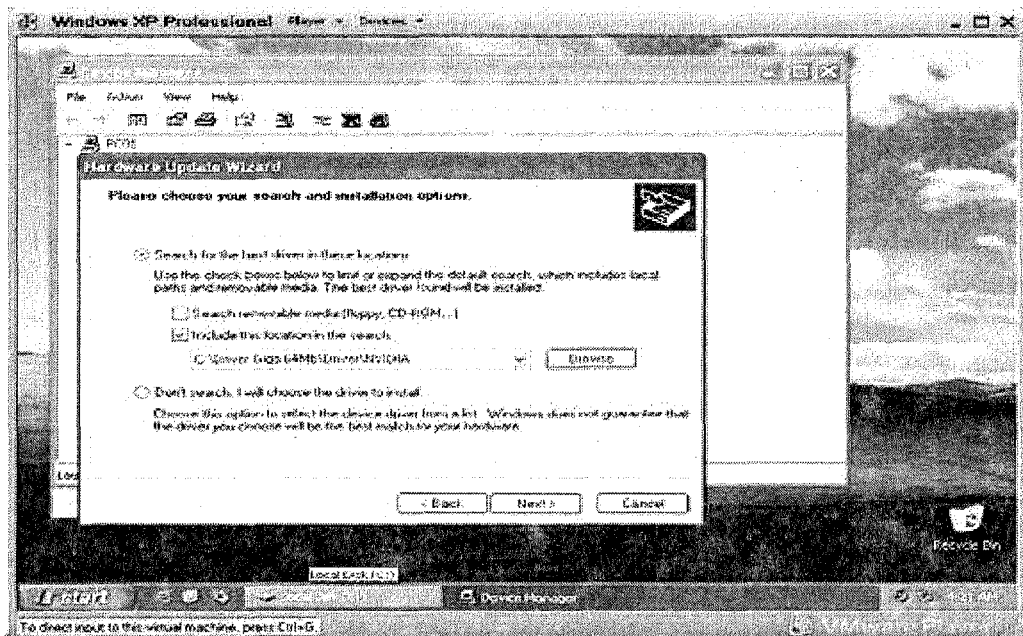 Windows XP Professional Player Devices
File Action View Help
PC01
Hardware Update Wizard
Please choose your search and installation options.
Search for the best driver in these locations.
Use the check boxes below to limit or expand the default search, which includes local
paths and removable media. The best driver found will be installed.
Search removable media (floppy, CD-ROM...)
Include this location in the search:
Browse
Don't search. I will choose the driver to install.
Choose this option to select the device driver from a list. Windows does not guarantee that
the driver you choose will be the best match for your hardware.
< Back Next > Cancel
Recycle Bin
Local Disk (C:)
start Device Manager
To direct input to this virtual machine, press Ctrl+G.